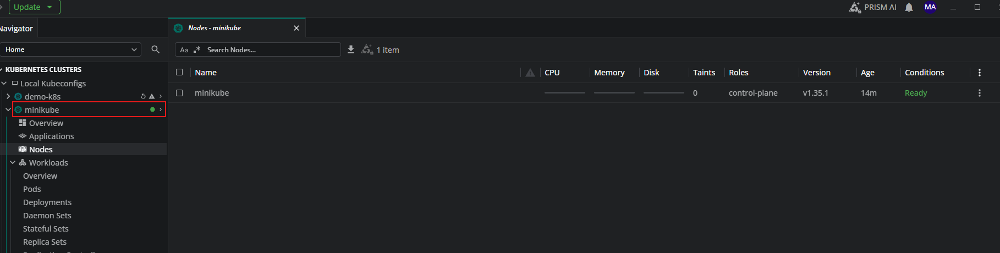 Update
PRISM AI
MA
Navigator
Nodes - minikube
Home
Aa .* Search Nodes...
1 item
KUBERNETES CLUSTERS
Name CPU Memory Disk Taints Roles Version Age Conditions
Local Kubeconfigs
minikube 0 control-plane v1.35.1 14m Ready
demo-k8s
minikube
Overview
Applications
Nodes
Workloads
Overview
Pods
Deployments
Daemon Sets
Stateful Sets
Replica Sets